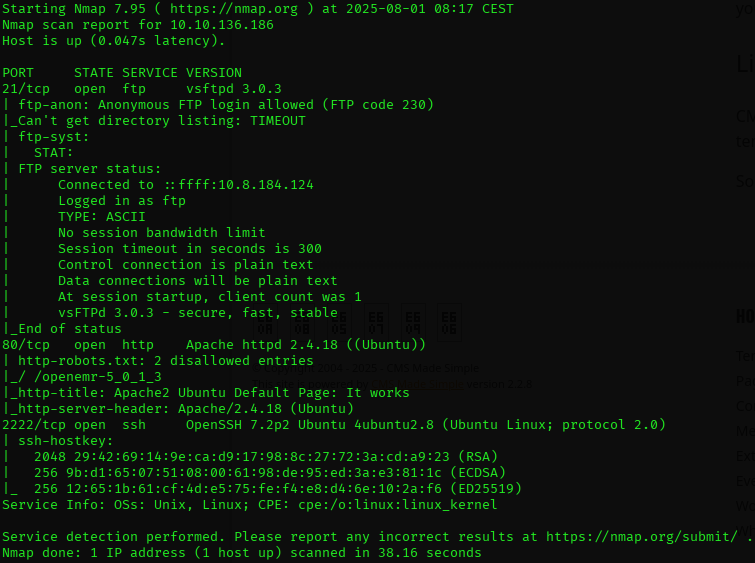 Starting Nmap 7.95 ( https://nmap.org ) at 2025-08-01 08:17 CEST
Nmap scan report for 10.10.136.186
Host is up (0.047s latency).

PORT     STATE SERVICE VERSION
21/tcp   open  ftp     vsftpd 3.0.3
| ftp-anon: Anonymous FTP login allowed (FTP code 230)
|_Can't get directory listing: TIMEOUT
| ftp-syst:
|   STAT:
| FTP server status:
|      Connected to ::ffff:10.8.184.124
|      Logged in as ftp
|      TYPE: ASCII
|      No session bandwidth limit
|      Session timeout in seconds is 300
|      Control connection is plain text
|      Data connections will be plain text
|      At session startup, client count was 1
|      vsFTPd 3.0.3 - secure, fast, stable
|_End of status
80/tcp   open  http    Apache httpd 2.4.18 ((Ubuntu))
| http-robots.txt: 2 disallowed entries
|_/ /openemr-5_0_1_3
|_http-title: Apache2 Ubuntu Default Page: It works
|_http-server-header: Apache/2.4.18 (Ubuntu)
2222/tcp open  ssh     OpenSSH 7.2p2 Ubuntu 4ubuntu2.8 (Ubuntu Linux; protocol 2.0)
| ssh-hostkey:
|   2048 29:42:69:14:9e:ca:d9:17:98:8c:27:72:3a:cd:a9:23 (RSA)
|   256 9b:d1:65:07:51:08:00:61:98:de:95:ed:3a:e3:81:1c (ECDSA)
|_  256 12:65:1b:61:cf:4d:e5:75:fe:f4:e8:d4:6e:10:2a:f6 (ED25519)
Service Info: OSs: Unix, Linux; CPE: cpe:/o:linux:linux_kernel

Service detection performed. Please report any incorrect results at https://nmap.org/submit/ .
Nmap done: 1 IP address (1 host up) scanned in 38.16 seconds